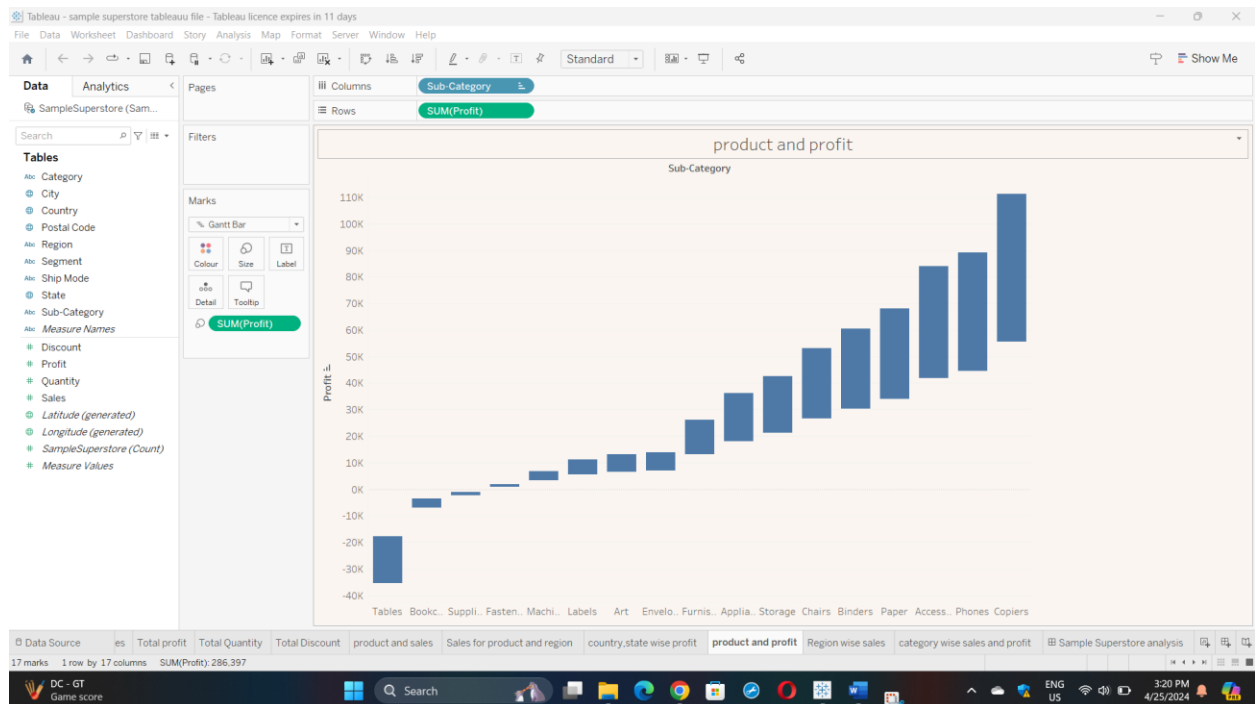 Tableau - sample superstore tableauu file - Tableau licence expires in 11 days
File Data Worksheet Dashboard Story Analysis Map Format Server Window Help
Standard
Show Me
Data Analytics
SampleSuperstore (Sam...
Search
Tables
Abc Category
City
Country
Postal Code
Abc Region
Abc Segment
Abc Ship Mode
State
Abc Sub-Category
Abc Measure Names
# Discount
# Profit
# Quantity
# Sales
Latitude (generated)
Longitude (generated)
# SampleSuperstore (Count)
# Measure Values
Pages
Filters
Marks
Gantt Bar
Colour Size Label
Detail Tooltip
SUM(Profit)
Columns Sub-Category
Rows SUM(Profit)
product and profit
Sub-Category
Profit
110K
100K
90K
80K
70K
60K
50K
40K
30K
20K
10K
0K
-10K
-20K
-30K
-40K
Tables Bookc.. Suppli.. Fasten.. Machi.. Labels Art Envelo.. Furnis.. Applia.. Storage Chairs Binders Paper Access.. Phones Copiers
Data Source es Total profit Total Quantity Total Discount product and sales Sales for product and region country,state wise profit product and profit Region wise sales category wise sales and profit Sample Superstore analysis
17 marks 1 row by 17 columns SUM(Profit): 286,397
DC - GT
Game score
Search
ENG
US
3:20 PM
4/25/2024